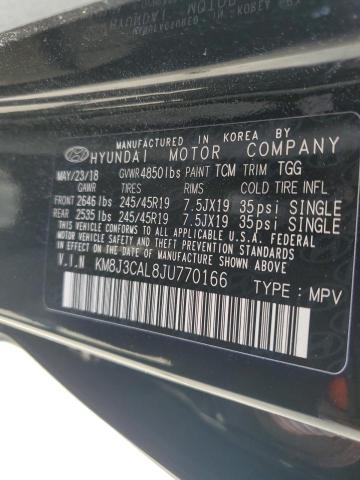 MANUFACTURED IN KOREA BY
HYUNDAI MOTOR COMPANY
MAY/23/18 GVWR 4850lbs PAINT TCM TRIM TGG
GAWR TIRES RIMS COLD TIRE INFL
FRONT 2646 lbs 245/45R19 7.5JX19 35psi SINGLE
REAR 2535 lbs 245/45R19 7.5JX19 35psi SINGLE
THIS VEHICLE CONFORMS TO ALL APPLICABLE U.S.A FEDERAL
MOTOR VEHICLE SAFETY, BUMPER, AND THEFT PREVENTION
STANDARDS IN EFFECT ON THE DATE OF MANUFACTURE
SHOWN ABOVE.
V.I.N KM8J3CAL8JU770166
TYPE : MPV